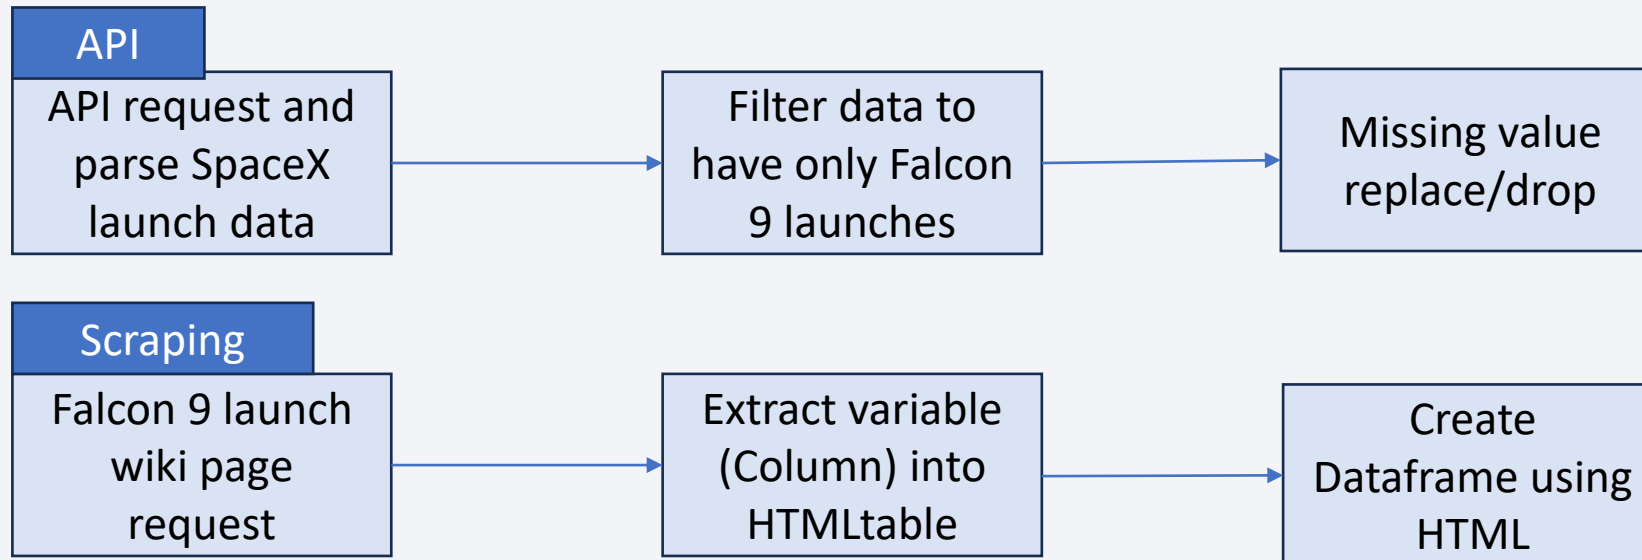 API
API request and
parse SpaceX
launch data
Filter data to
have only Falcon
9 launches
Missing value
replace/drop
Scraping
Falcon 9 launch
wiki page
request
Extract variable
(Column) into
HTMLtable
Create
Dataframe using
HTML